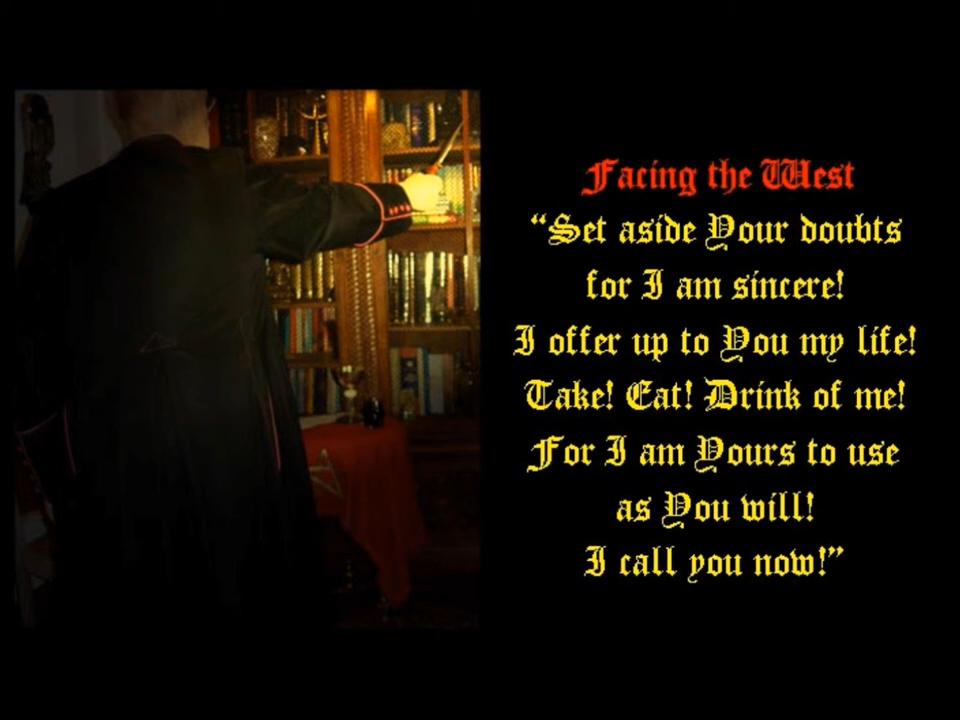 Facing the West
“Set aside Your doubts
for I am sincere!
I offer up to You my life!
Take! Eat! Drink of me!
For I am Yours to use
as You will!
I call you now!”